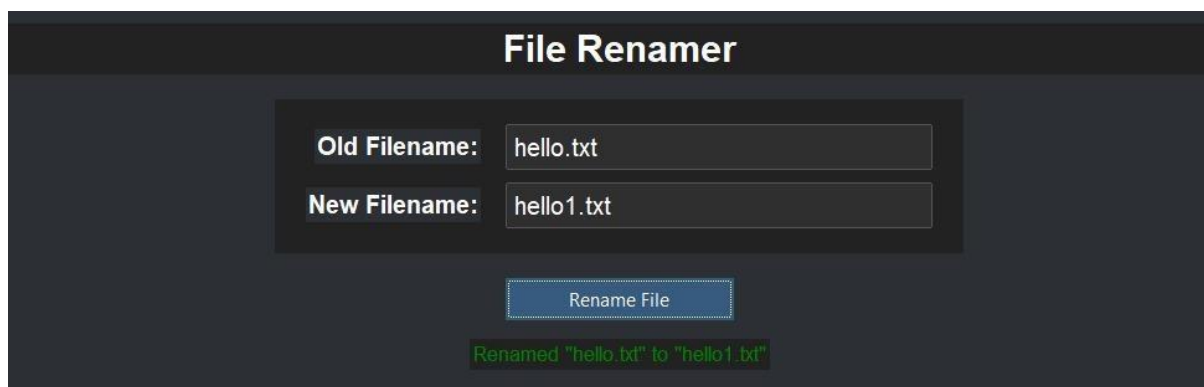 File Renamer
Old Filename: hello.txt
New Filename: hello1.txt
Rename File
Renamed "hello.txt" to "hello1.txt"